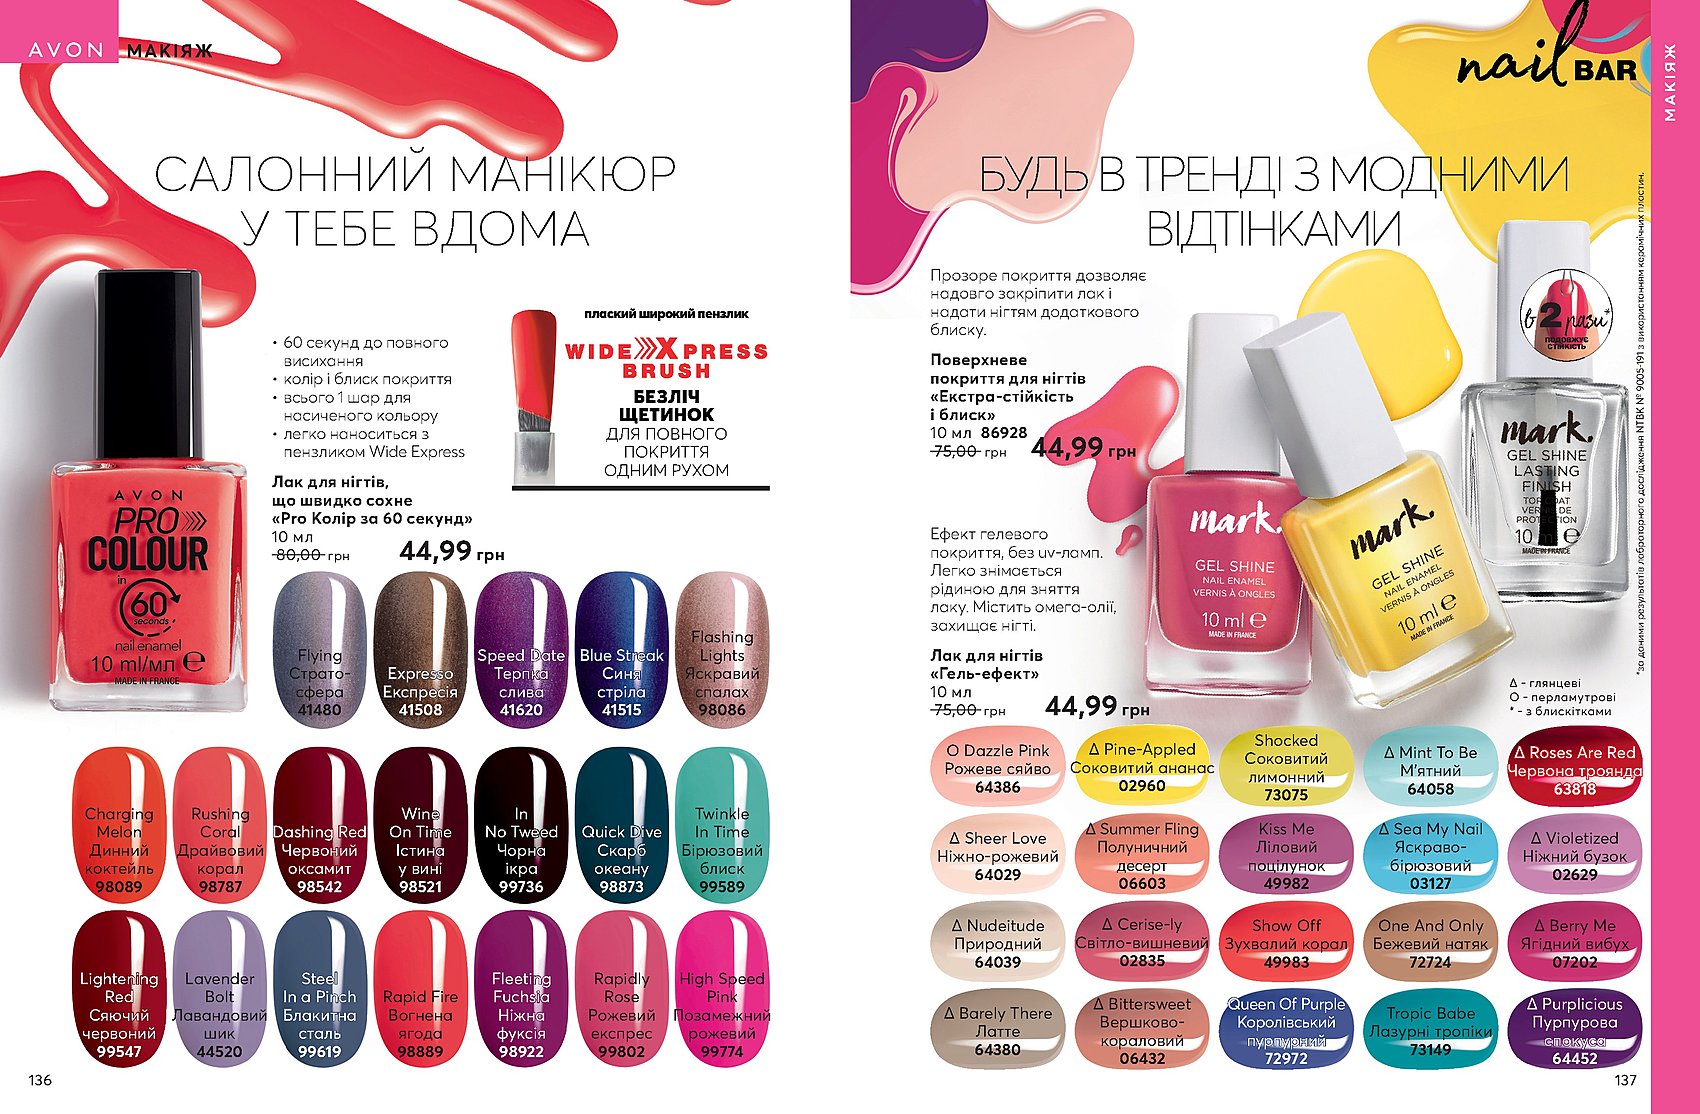 AVON МАКІЯЖ
САЛОННИЙ МАНІКЮР
У ТЕБЕ ВДОМА
• 60 секунд до повного
висихання
• колір і блиск покриття
• всього 1 шар для
насиченого кольору
• легко наноситься з
пензликом Wide Express
Лак для нігтів,
що швидко сохне
«Pro Колір за 60 секунд»
10 мл
80,00 грн 44,99 грн
плаский широкий пензлик
WIDE XPRESS
BRUSH
БЕЗЛІЧ
ЩЕТИНОК
ДЛЯ ПОВНОГО
ПОКРИТТЯ
ОДНИМ РУХОМ
AVON
PRO
COLOUR
in
60
seconds
nail enamel
10 ml/мл e
MADE IN FRANCE
Flying
Страто-
сфера
41480
Expresso
Експресія
41508
Speed Date
Терпка
слива
41620
Blue Streak
Синя
стріла
41515
Flashing
Lights
Яскравий
спалах
98086
Charging
Melon
Динний
коктейль
98089
Rushing
Coral
Драйвовий
корал
98787
Dashing Red
Червоний
оксамит
98542
Wine
On Time
Істина
у вині
98521
In
No Tweed
Чорна
ікра
99736
Quick Dive
Скарб
океану
98873
Twinkle
In Time
Бірюзовий
блиск
99589
Lightening
Red
Сяючий
червоний
99547
Lavender
Bolt
Лавандовий
шик
44520
Steel
In a Pinch
Блакитна
сталь
99619
Rapid Fire
Вогнена
ягода
98889
Fleeting
Fuchsia
Ніжна
фуксія
98922
Rapidly
Rose
Рожевий
експрес
99802
High Speed
Pink
Позамежний
рожевий
99774
136
nail BAR
МАКІЯЖ
БУДЬ В ТРЕНДІ З МОДНИМИ
ВІДТІНКАМИ
Прозоре покриття дозволяє
надовго закріпити лак і
надати нігтям додаткового
блиску.
Поверхневе
покриття для нігтів
«Екстра-стійкість
і блиск»
10 мл 86928
75,00 грн 44,99 грн
Ефект гелевого
покриття, без uv-ламп.
Легко знімається
рідиною для зняття
лаку. Містить омега-олії,
захищає нігті.
Лак для нігтів
«Гель-ефект»
10 мл
75,00 грн 44,99 грн
mark.
GEL SHINE
NAIL ENAMEL
VERNIS À ONGLES
10 ml e
MADE IN FRANCE
mark.
GEL SHINE
NAIL ENAMEL
VERNIS À ONGLES
10 ml e
MADE IN FRANCE
в 2 рази*
подовжує
стійкість
mark.
GEL SHINE
LASTING
FINISH
TOP COAT
VERNIS DE
PROTECTION
10 ml e
MADE IN FRANCE
*за даними результатів лабораторного дослідження NTBK № 9005-191 з використанням керамічних пластин.
Δ - глянцеві
O - перламутрові
* - з блискітками
O Dazzle Pink
Рожеве сяйво
64386
Δ Pine-Appled
Соковитий ананас
02960
Shocked
Соковитий
лимонний
73075
Δ Mint To Be
М'ятний
64058
Δ Roses Are Red
Червона троянда
63818
Δ Sheer Love
Ніжно-рожевий
64029
Δ Summer Fling
Полуничний
десерт
06603
Kiss Me
Ліловий
поцілунок
49982
Δ Sea My Nail
Яскраво-
бірюзовий
03127
Δ Violetized
Ніжний бузок
02629
Δ Nudeitude
Природний
64039
Δ Cerise-ly
Світло-вишневий
02835
Show Off
Зухвалий корал
49983
One And Only
Бежевий натяк
72724
Δ Berry Me
Ягідний вибух
07202
Δ Barely There
Латте
64380
Δ Bittersweet
Вершково-
кораловий
06432
Queen Of Purple
Королівський
пурпурний
72972
Tropic Babe
Лазурні тропіки
73149
Δ Purplicious
Пурпурова
спокуса
64452
137